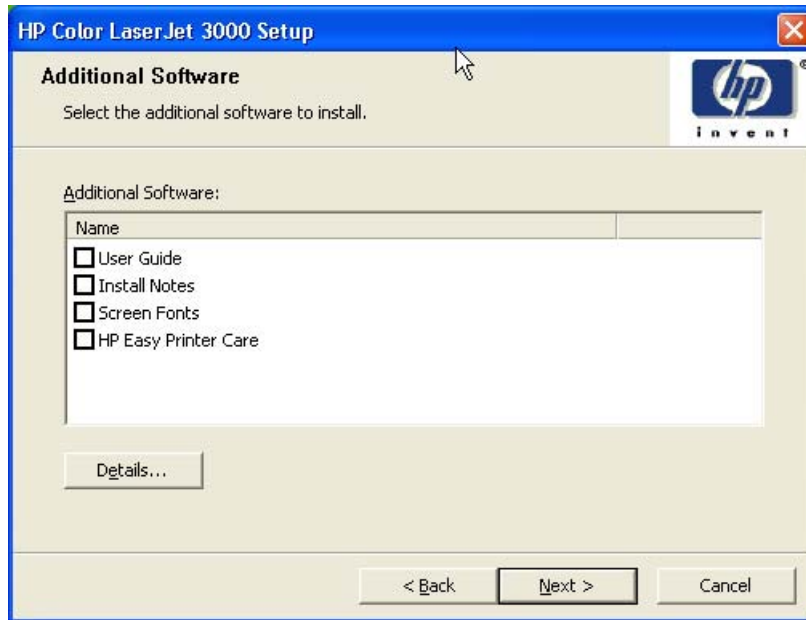 HP Color LaserJet 3000 Setup
Additional Software
Select the additional software to install.
hp
®
invent
Additional Software:
Name
User Guide
Install Notes
Screen Fonts
HP Easy Printer Care
Details...
< Back
Next >
Cancel